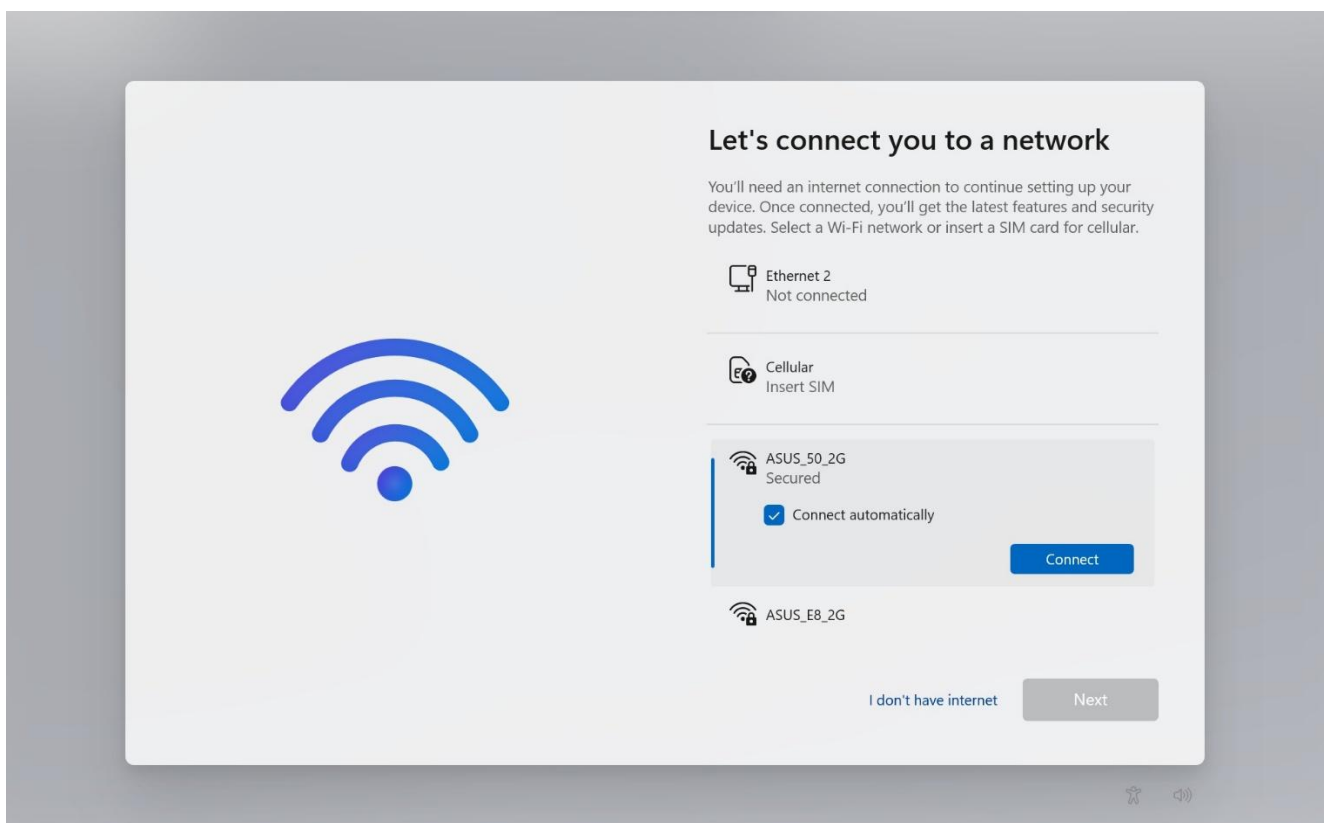 Let's connect you to a network
You'll need an internet connection to continue setting up your
device. Once connected, you'll get the latest features and security
updates. Select a Wi-Fi network or insert a SIM card for cellular.
Ethernet 2
Not connected
Cellular
Insert SIM
ASUS_50_2G
Secured
Connect automatically
Connect
ASUS_E8_2G
I don't have internet
Next